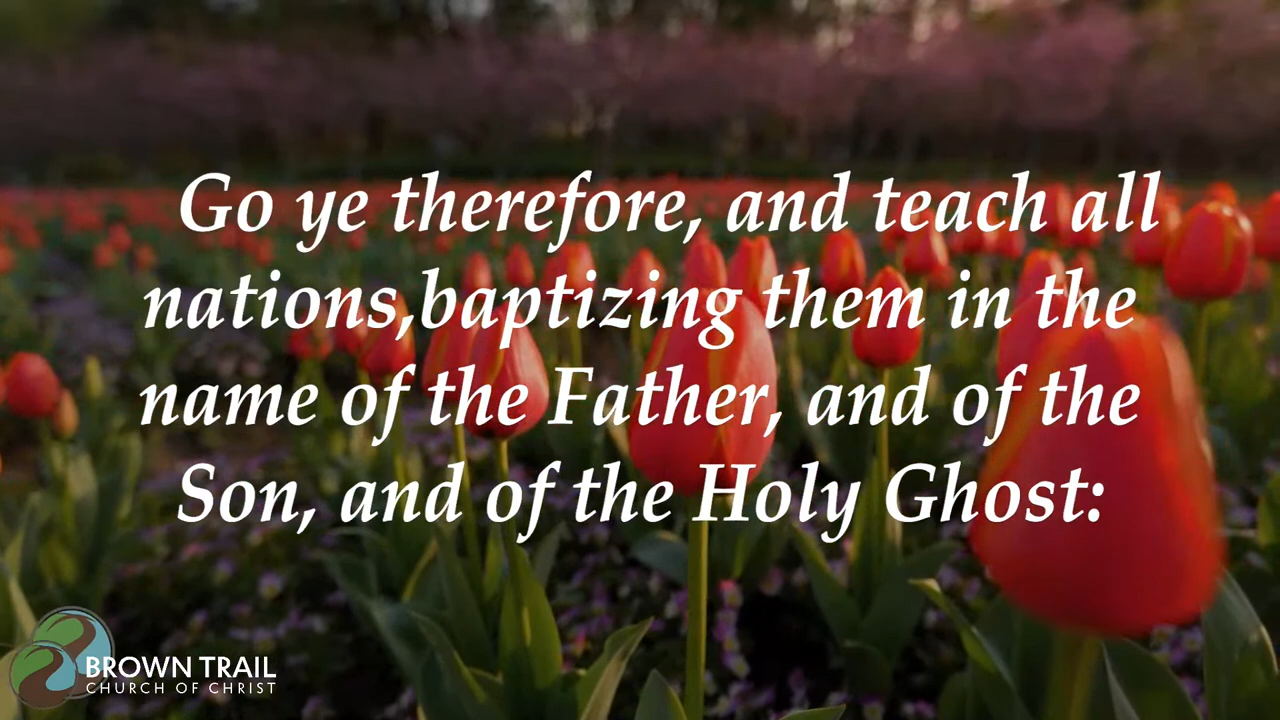 Go ye therefore, and teach all
nations,baptizing them in the
name of the Father, and of the
Son, and of the Holy Ghost:
BROWN TRAIL
CHURCH OF CHRIST